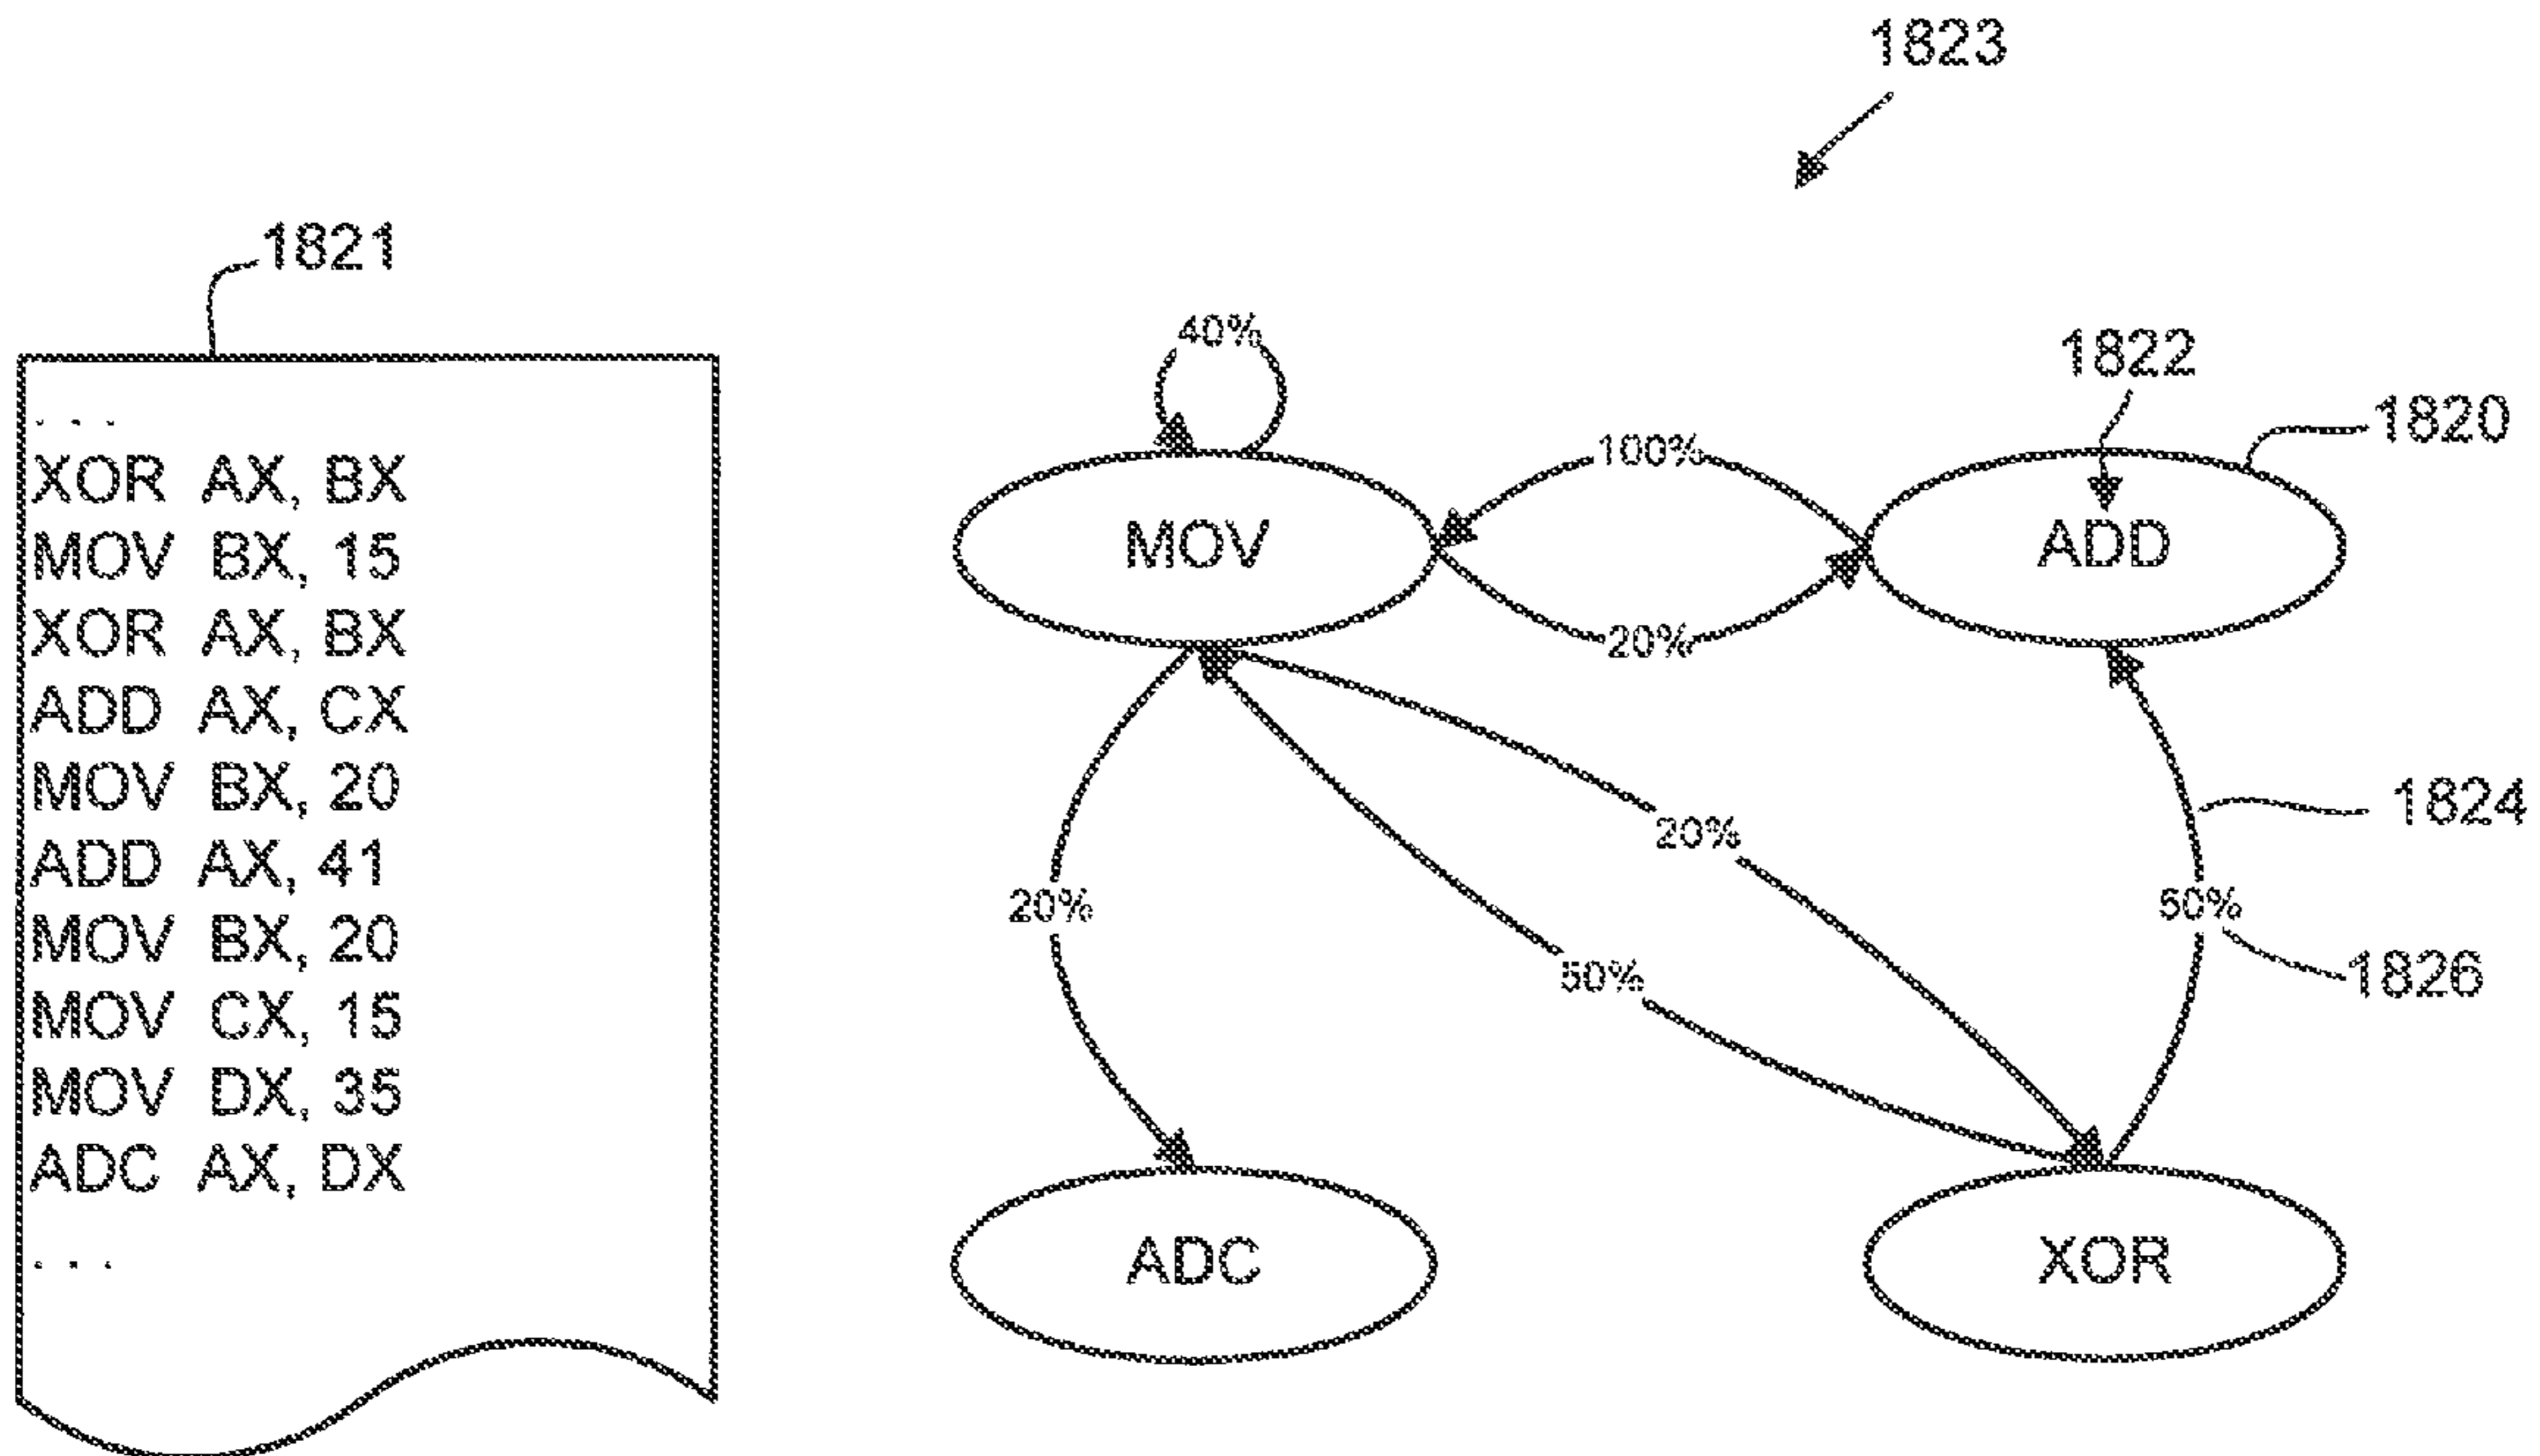 1823
1821
. . .
XOR AX, BX
MOV BX, 15
XOR AX, BX
ADD AX, CX
MOV BX, 20
ADD AX, 41
MOV BX, 20
MOV CX, 15
MOV DX, 35
ADC AX, DX
. . .
40%
1822
1820
100%
MOV
ADD
20%
1824
20%
20%
50%
50%
1826
ADC
XOR